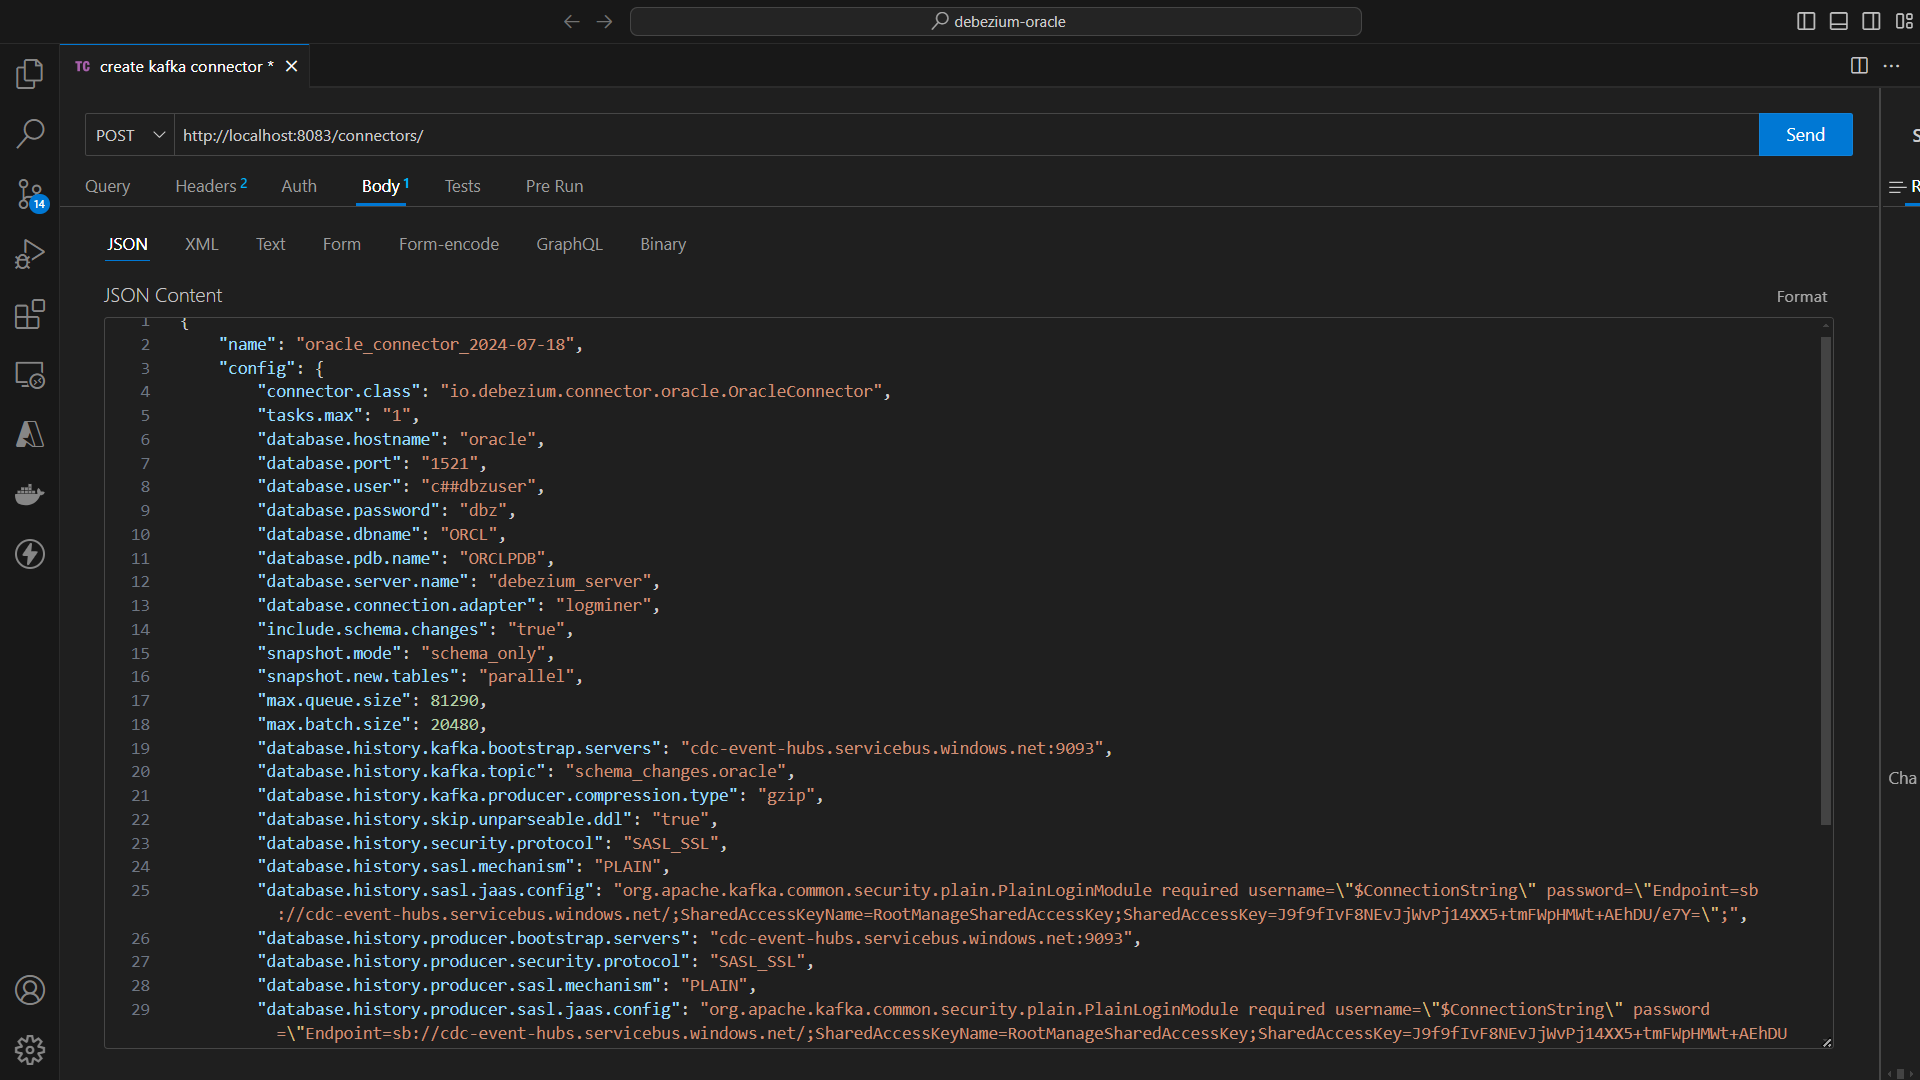 debezium-oracle
TC create kafka connector *
POST http://localhost:8083/connectors/ Send
Query Headers 2 Auth Body 1 Tests Pre Run
14
JSON XML Text Form Form-encode GraphQL Binary
JSON Content
Format
1 {
2 "name": "oracle_connector_2024-07-18",
3 "config": {
4 "connector.class": "io.debezium.connector.oracle.OracleConnector",
5 "tasks.max": "1",
6 "database.hostname": "oracle",
7 "database.port": "1521",
8 "database.user": "c##dbzuser",
9 "database.password": "dbz",
10 "database.dbname": "ORCL",
11 "database.pdb.name": "ORCLPDB",
12 "database.server.name": "debezium_server",
13 "database.connection.adapter": "logminer",
14 "include.schema.changes": "true",
15 "snapshot.mode": "schema_only",
16 "snapshot.new.tables": "parallel",
17 "max.queue.size": 81290,
18 "max.batch.size": 20480,
19 "database.history.kafka.bootstrap.servers": "cdc-event-hubs.servicebus.windows.net:9093",
20 "database.history.kafka.topic": "schema_changes.oracle",
21 "database.history.kafka.producer.compression.type": "gzip",
22 "database.history.skip.unparseable.ddl": "true",
23 "database.history.security.protocol": "SASL_SSL",
24 "database.history.sasl.mechanism": "PLAIN",
25 "database.history.sasl.jaas.config": "org.apache.kafka.common.security.plain.PlainLoginModule required username=\"$ConnectionString\" password=\"Endpoint=sb
://cdc-event-hubs.servicebus.windows.net/;SharedAccessKeyName=RootManageSharedAccessKey;SharedAccessKey=J9f9fIvF8NEvJjWvPj14XX5+tmFWpHMWt+AEhDU/e7Y=\";",
26 "database.history.producer.bootstrap.servers": "cdc-event-hubs.servicebus.windows.net:9093",
27 "database.history.producer.security.protocol": "SASL_SSL",
28 "database.history.producer.sasl.mechanism": "PLAIN",
29 "database.history.producer.sasl.jaas.config": "org.apache.kafka.common.security.plain.PlainLoginModule required username=\"$ConnectionString\" password
=\"Endpoint=sb://cdc-event-hubs.servicebus.windows.net/;SharedAccessKeyName=RootManageSharedAccessKey;SharedAccessKey=J9f9fIvF8NEvJjWvPj14XX5+tmFWpHMWt+AEhDU
S
R
Cha